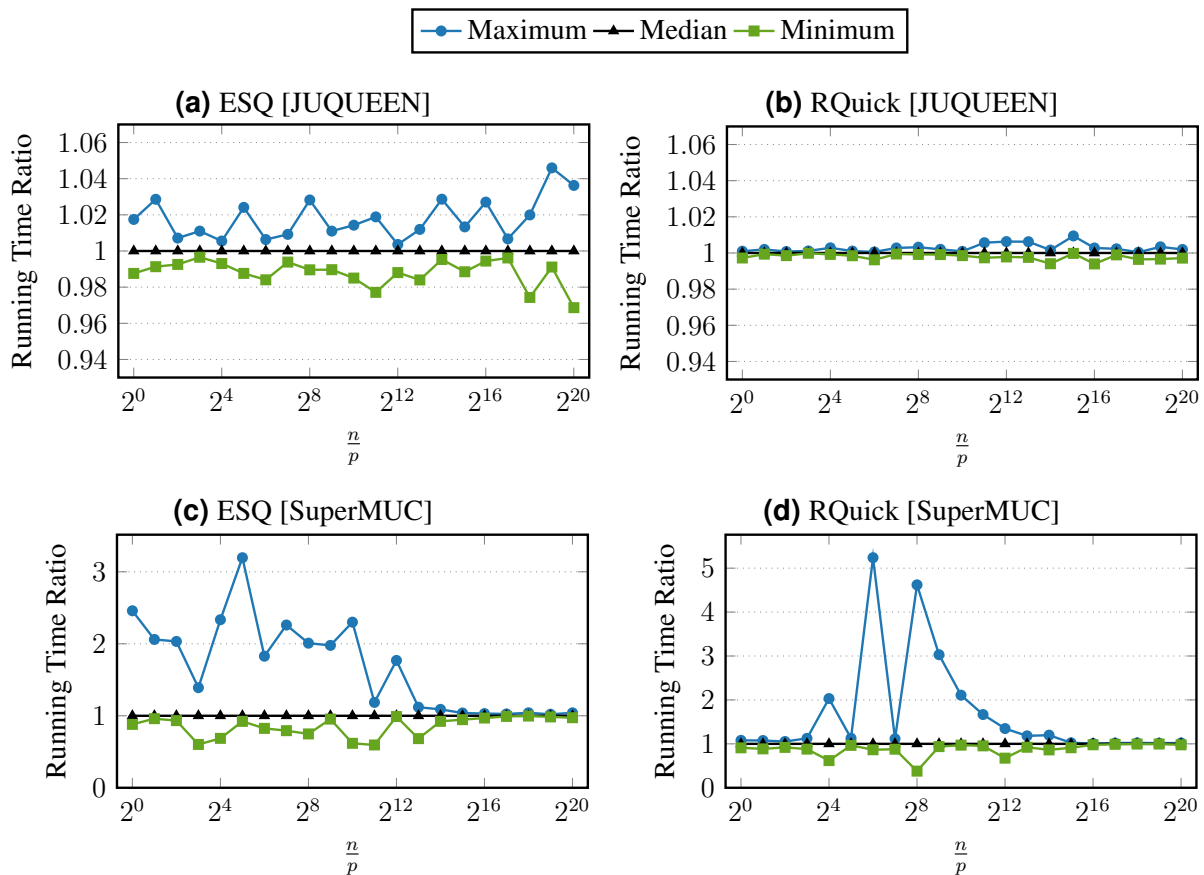 Maximum Median Minimum
(a) ESQ [JUQUEEN]
Running Time Ratio
1.06
1.04
1.02
1
0.98
0.96
0.94
2^0 2^4 2^8 2^12 2^16 2^20
n/p
(b) RQuick [JUQUEEN]
Running Time Ratio
1.06
1.04
1.02
1
0.98
0.96
0.94
2^0 2^4 2^8 2^12 2^16 2^20
n/p
(c) ESQ [SuperMUC]
Running Time Ratio
3
2
1
0
2^0 2^4 2^8 2^12 2^16 2^20
n/p
(d) RQuick [SuperMUC]
Running Time Ratio
5
4
3
2
1
0
2^0 2^4 2^8 2^12 2^16 2^20
n/p